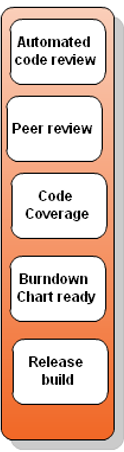 Automated
code review
Peer review
Code
Coverage
Burndown
Chart ready
Release
build